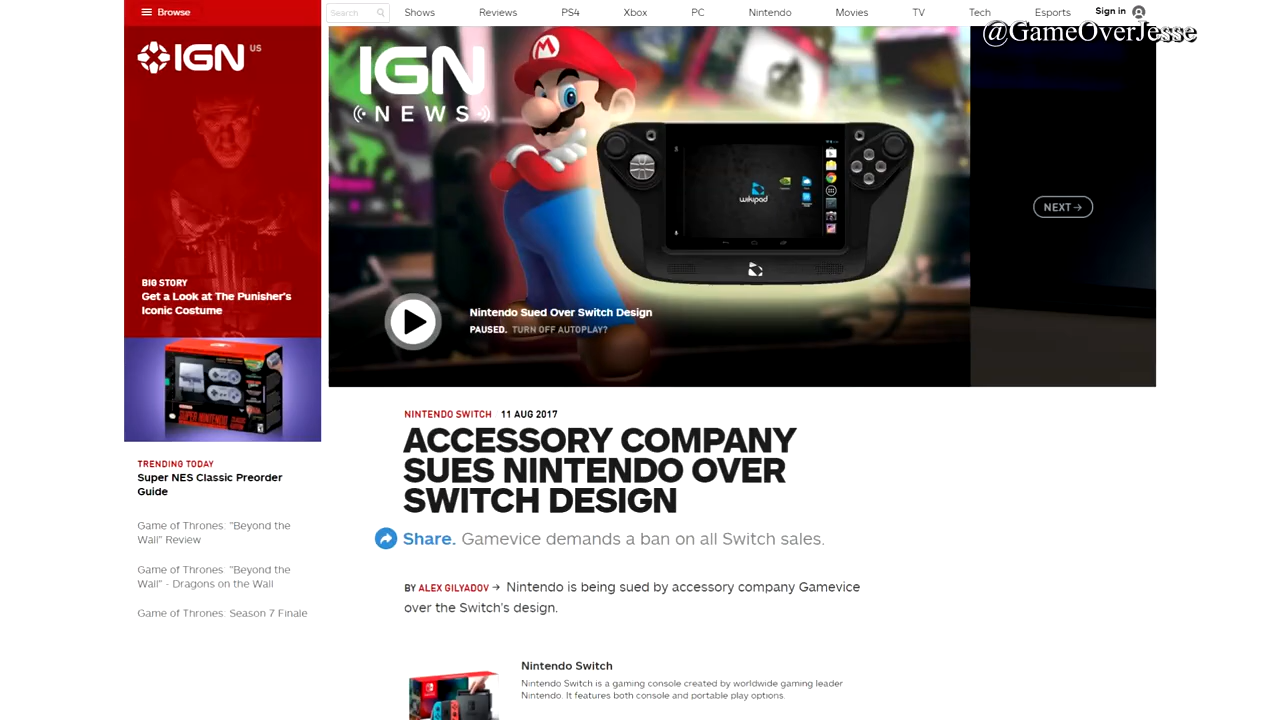 Browse
Search
Shows
Reviews
PS4
Xbox
PC
Nintendo
Movies
TV
Tech
Esports
Sign in
@GameOverJesse
IGN US
IGN
NEWS
wikipad
NEXT
BIG STORY
Get a Look at The Punisher's
Iconic Costume
Nintendo Sued Over Switch Design
PAUSED. TURN OFF AUTOPLAY?
SUPER NINTENDO
TRENDING TODAY
Super NES Classic Preorder
Guide
Game of Thrones: "Beyond the
Wall" Review
Game of Thrones: "Beyond the
Wall" - Dragons on the Wall
Game of Thrones: Season 7 Finale
NINTENDO SWITCH 11 AUG 2017
ACCESSORY COMPANY
SUES NINTENDO OVER
SWITCH DESIGN
Share. Gamevice demands a ban on all Switch sales.
BY ALEX GILYADOV → Nintendo is being sued by accessory company Gamevice
over the Switch's design.
Nintendo Switch
Nintendo Switch is a gaming console created by worldwide gaming leader
Nintendo. It features both console and portable play options.